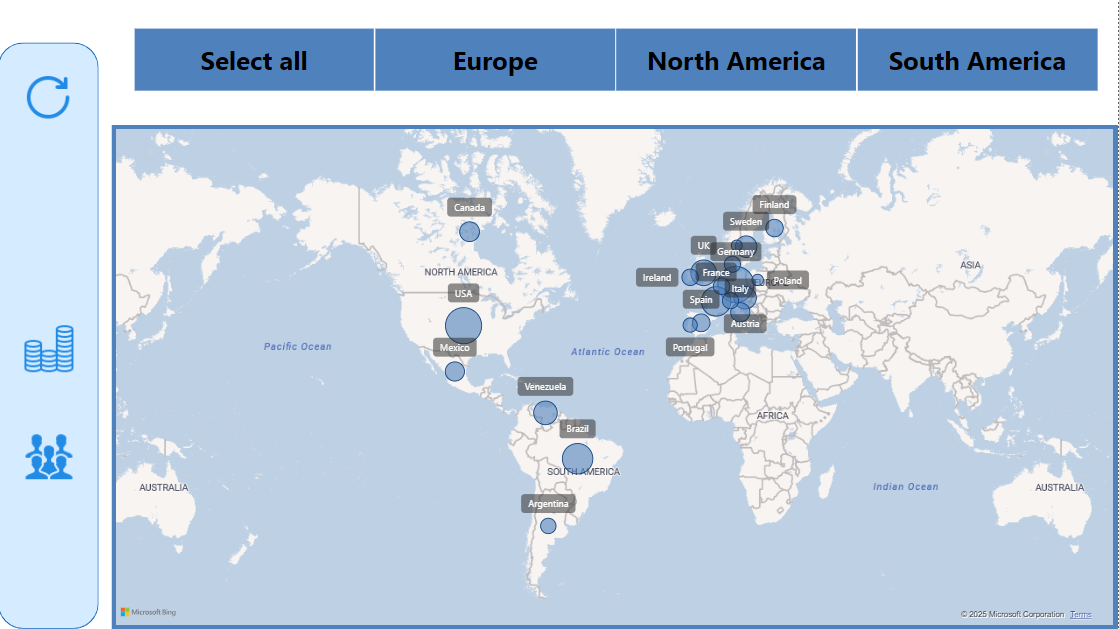 Select all
Europe
North America
South America
Canada
Finland
Sweden
UK
Germany
NORTH AMERICA
ASIA
Ireland
France
Poland
USA
Italy
Spain
Austria
Pacific Ocean
Mexico
Atlantic Ocean
Portugal
Venezuela
AFRICA
Brazil
SOUTH AMERICA
AUSTRALIA
Indian Ocean
AUSTRALIA
Argentina
Microsoft Bing
© 2025 Microsoft Corporation Terms